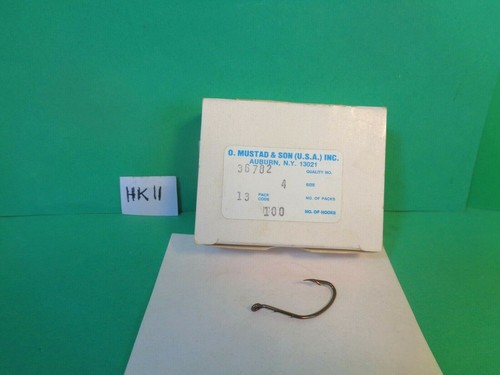 HK11
O. MUSTAD & SON (U.S.A.) INC.
AUBURN, N.Y. 13021
36782 QUALITY NO.
4 SIZE
13 PACK CODE NO. OF PACKS
100 NO. OF HOOKS